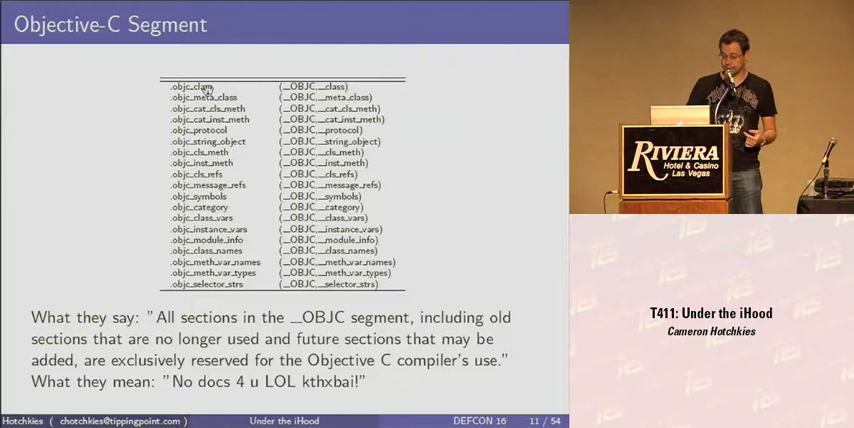 Objective-C Segment
.objc_class (__OBJC,__class)
.objc_meta_class (__OBJC,__meta_class)
.objc_cat_cls_meth (__OBJC,__cat_cls_meth)
.objc_cat_inst_meth (__OBJC,__cat_inst_meth)
.objc_protocol (__OBJC,__protocol)
.objc_string_object (__OBJC,__string_object)
.objc_cls_meth (__OBJC,__cls_meth)
.objc_inst_meth (__OBJC,__inst_meth)
.objc_cls_refs (__OBJC,__cls_refs)
.objc_message_refs (__OBJC,__message_refs)
.objc_symbols (__OBJC,__symbols)
.objc_category (__OBJC,__category)
.objc_class_vars (__OBJC,__class_vars)
.objc_instance_vars (__OBJC,__instance_vars)
.objc_module_info (__OBJC,__module_info)
.objc_class_names (__OBJC,__class_names)
.objc_meth_var_names (__OBJC,__meth_var_names)
.objc_meth_var_types (__OBJC,__meth_var_types)
.objc_selector_strs (__OBJC,__selector_strs)
What they say: "All sections in the __OBJC segment, including old
sections that are no longer used and future sections that may be
added, are exclusively reserved for the Objective C compiler's use."
What they mean: "No docs 4 u LOL kthxbai!"
Hotchkies ( chotchkies@tippingpoint.com ) Under the iHood DEFCON 16 11 / 54
RIVIERA
Hotel & Casino
Las Vegas
T411: Under the iHood
Cameron Hotchkies